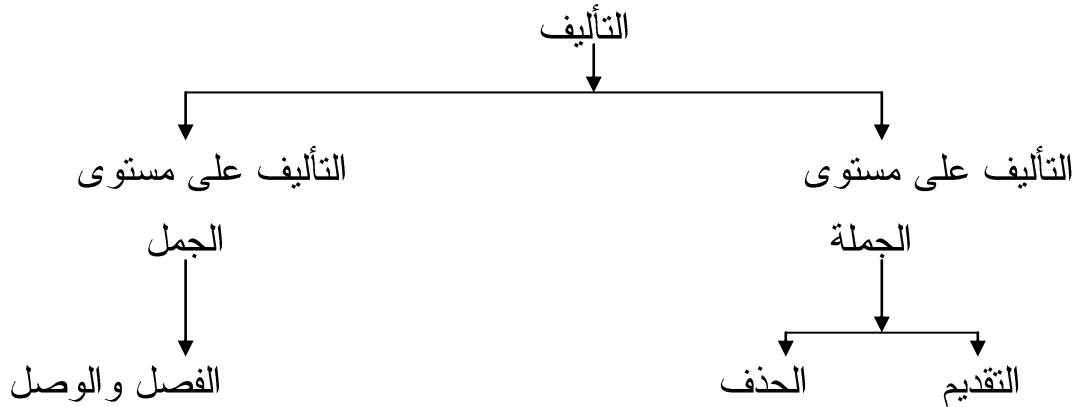 التأليف
التأليف على مستوى
الجملة
التأليف على مستوى
الجمل
التقديم
الحذف
الفصل والوصل